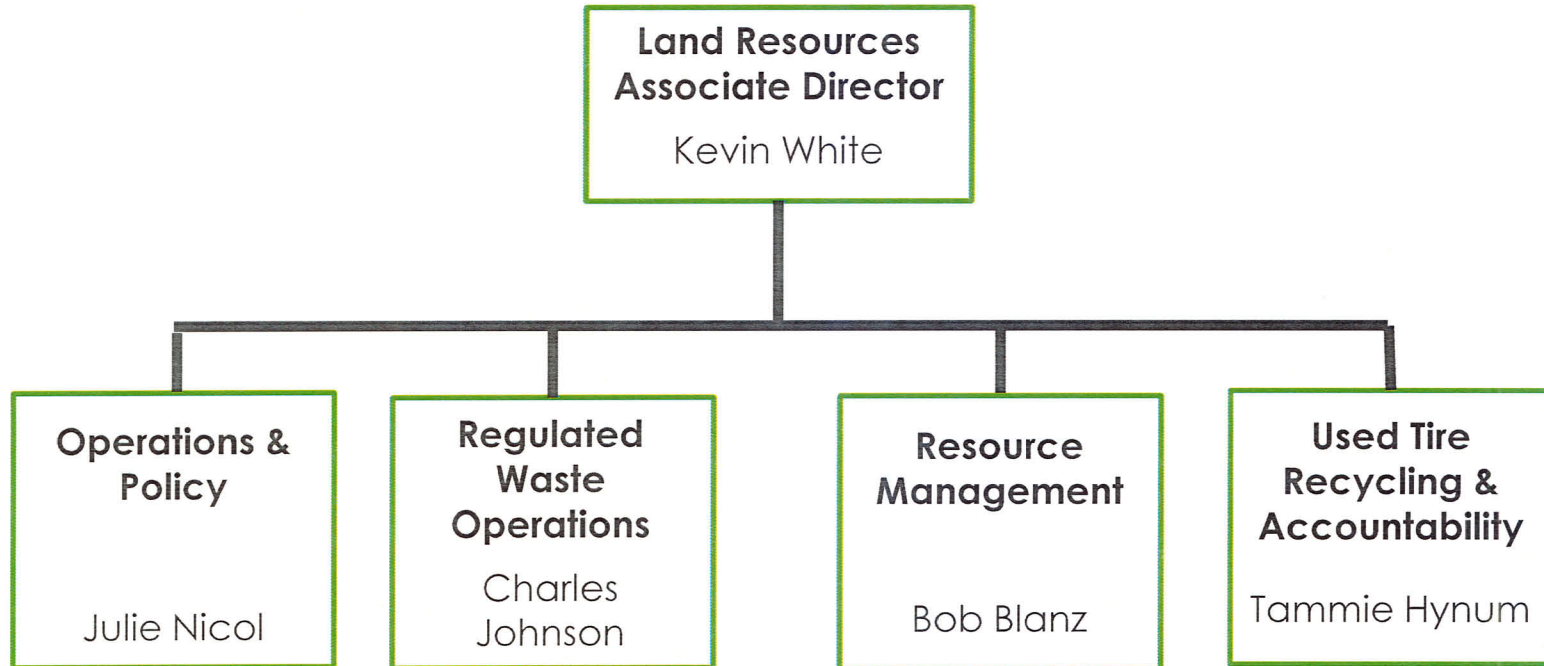 Land Resources
Associate Director
Kevin White
Operations &
Policy
Julie Nicol
Regulated
Waste
Operations
Charles
Johnson
Resource
Management
Bob Blanz
Used Tire
Recycling &
Accountability
Tammie Hynum